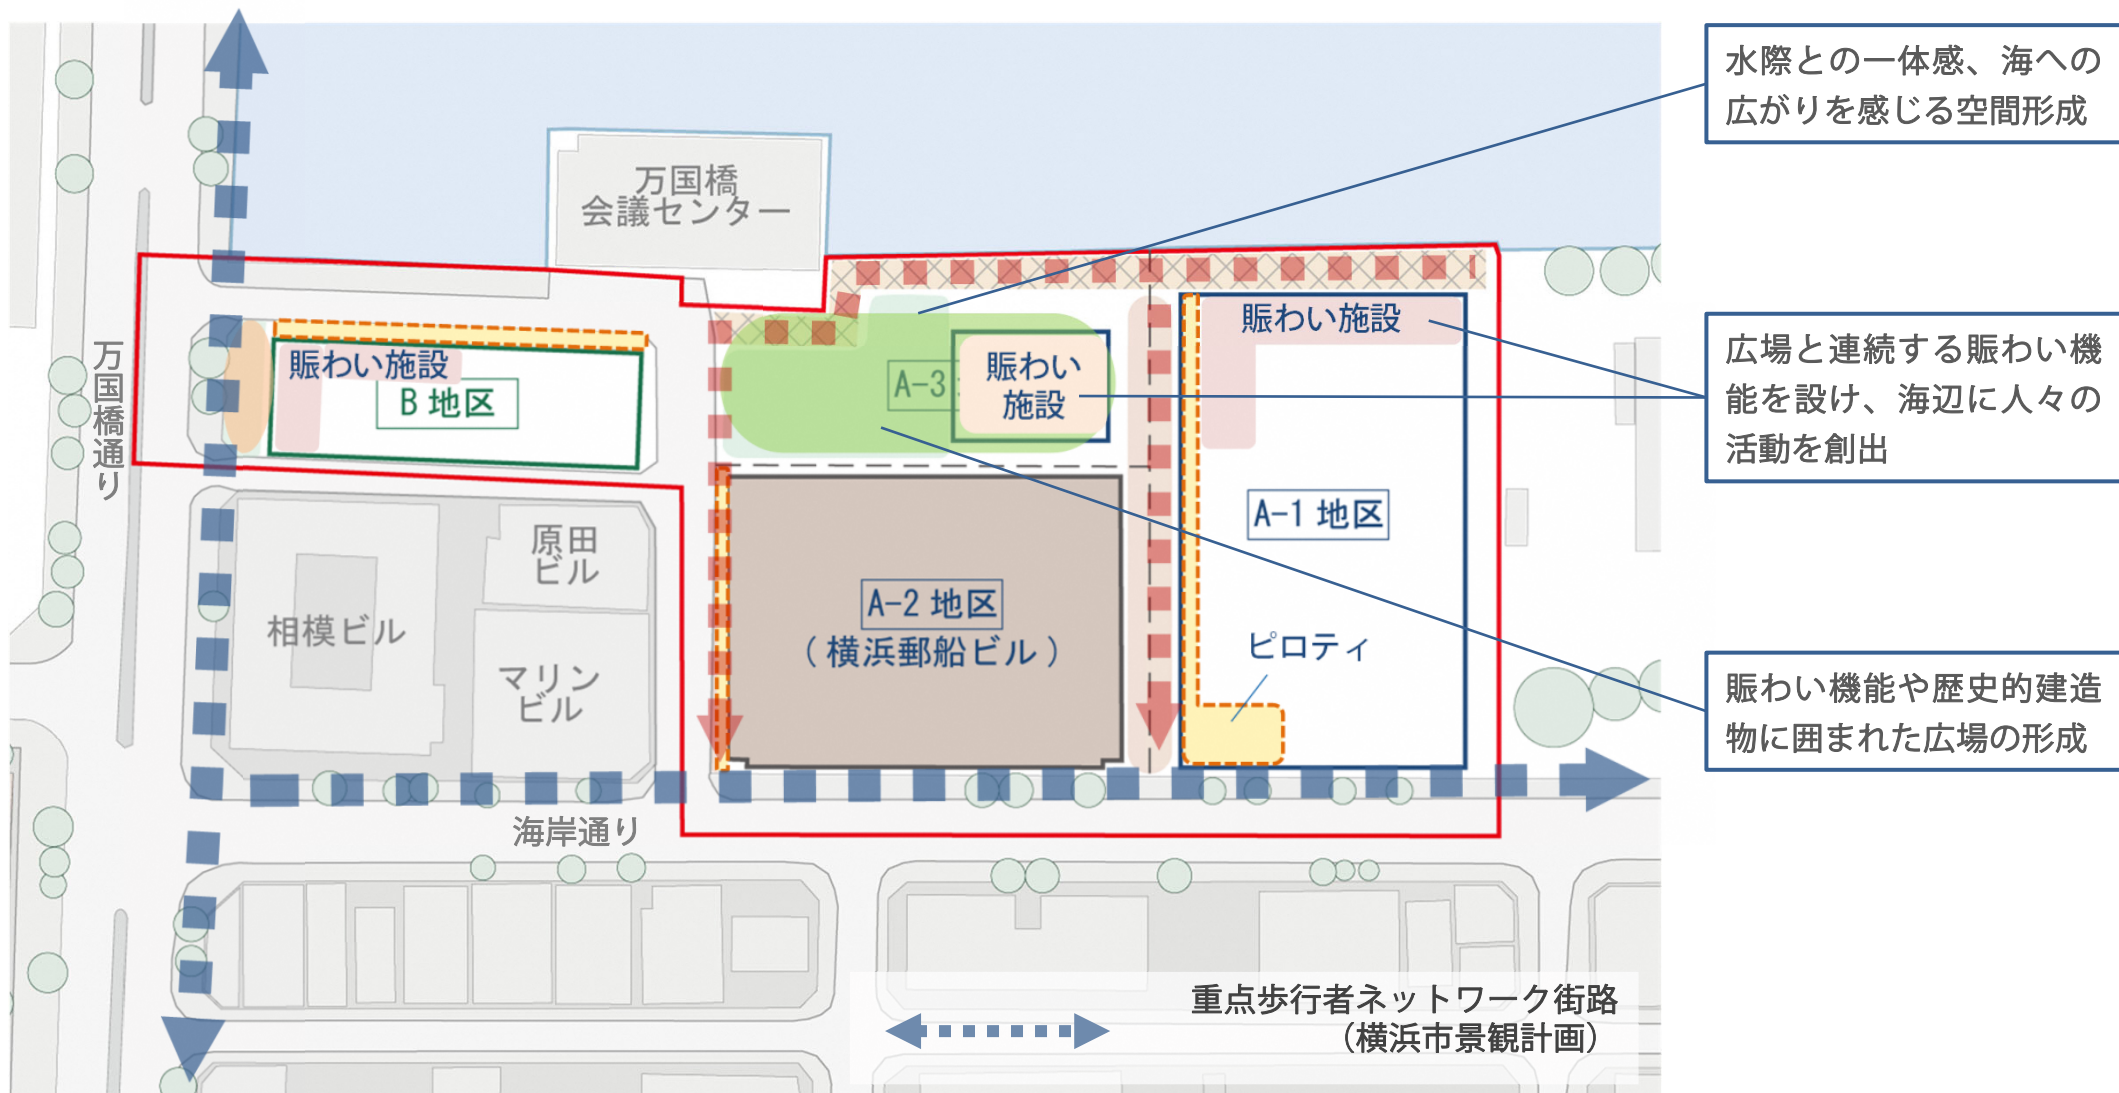 水際との一体感、海への
広がりを感じる空間形成
万国橋
会議センター
賑わい施設
広場と連続する賑わい機
能を設け、海辺に人々の
活動を創出
万国橋通り
賑わい施設
B 地区
A-3
賑わい
施設
A-1 地区
原田
ビル
相模ビル
マリン
ビル
A-2 地区
(横浜郵船ビル)
ピロティ
賑わい機能や歴史的建造
物に囲まれた広場の形成
海岸通り
重点歩行者ネットワーク街路
（横浜市景観計画）